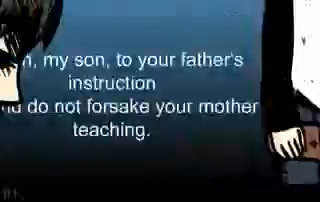 my son, to your father's
instruction
do not forsake your mother
teaching.